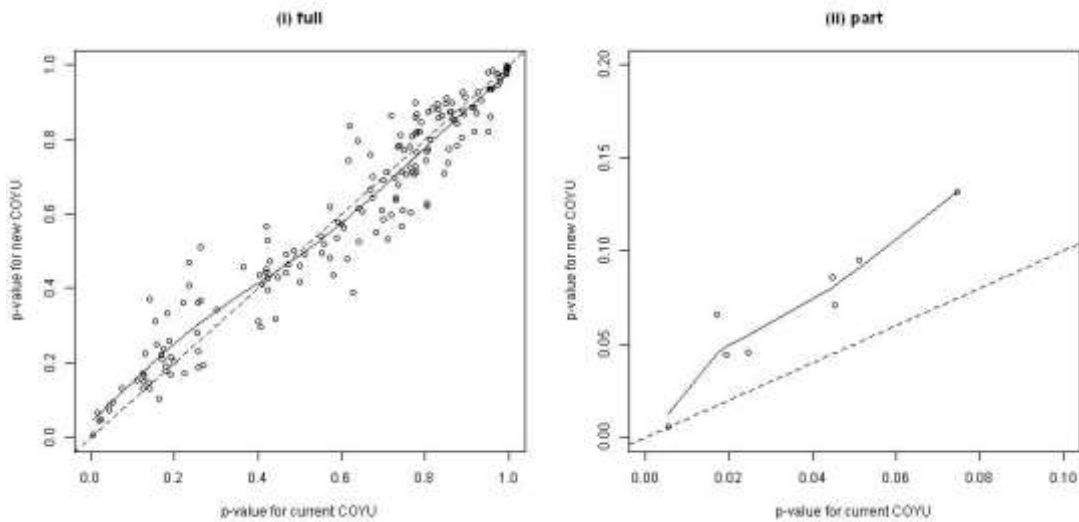 (i) full
p-value for new COYU
1.0
0.8
0.6
0.4
0.2
0.0
0.0 0.2 0.4 0.6 0.8 1.0
p-value for current COYU
(ii) part
p-value for new COYU
0.20
0.15
0.10
0.05
0.00
0.00 0.02 0.04 0.06 0.08 0.10
p-value for current COYU